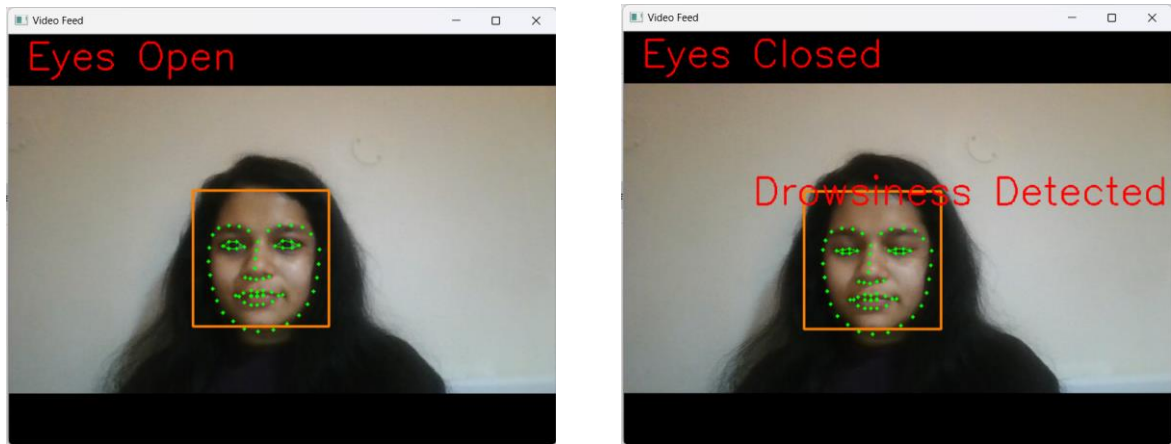 Video Feed
Eyes Open
Video Feed
Eyes Closed
Drowsiness Detected